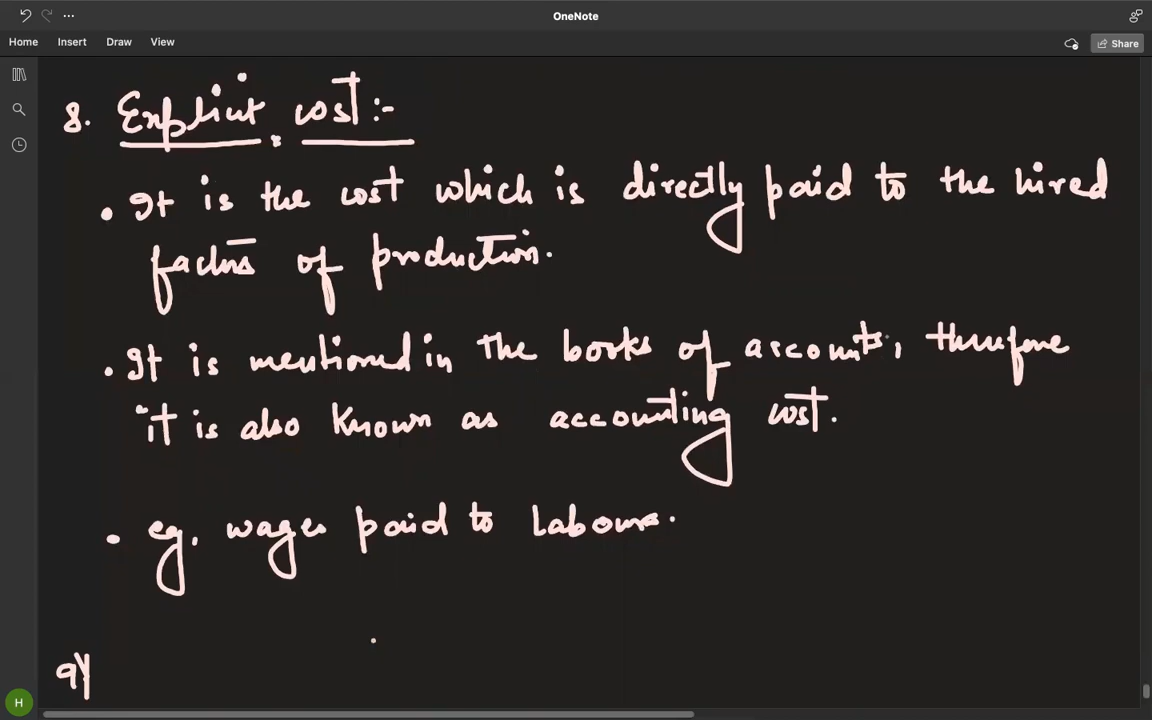 OneNote
Home Insert Draw View
Share
8. Explicit cost :-
• It is the cost which is directly paid to the hired
factors of production.
• It is mentioned in the books of accounts, therefore
it is also known as accounting cost.
• eg. wages paid to Labour.
9)
H